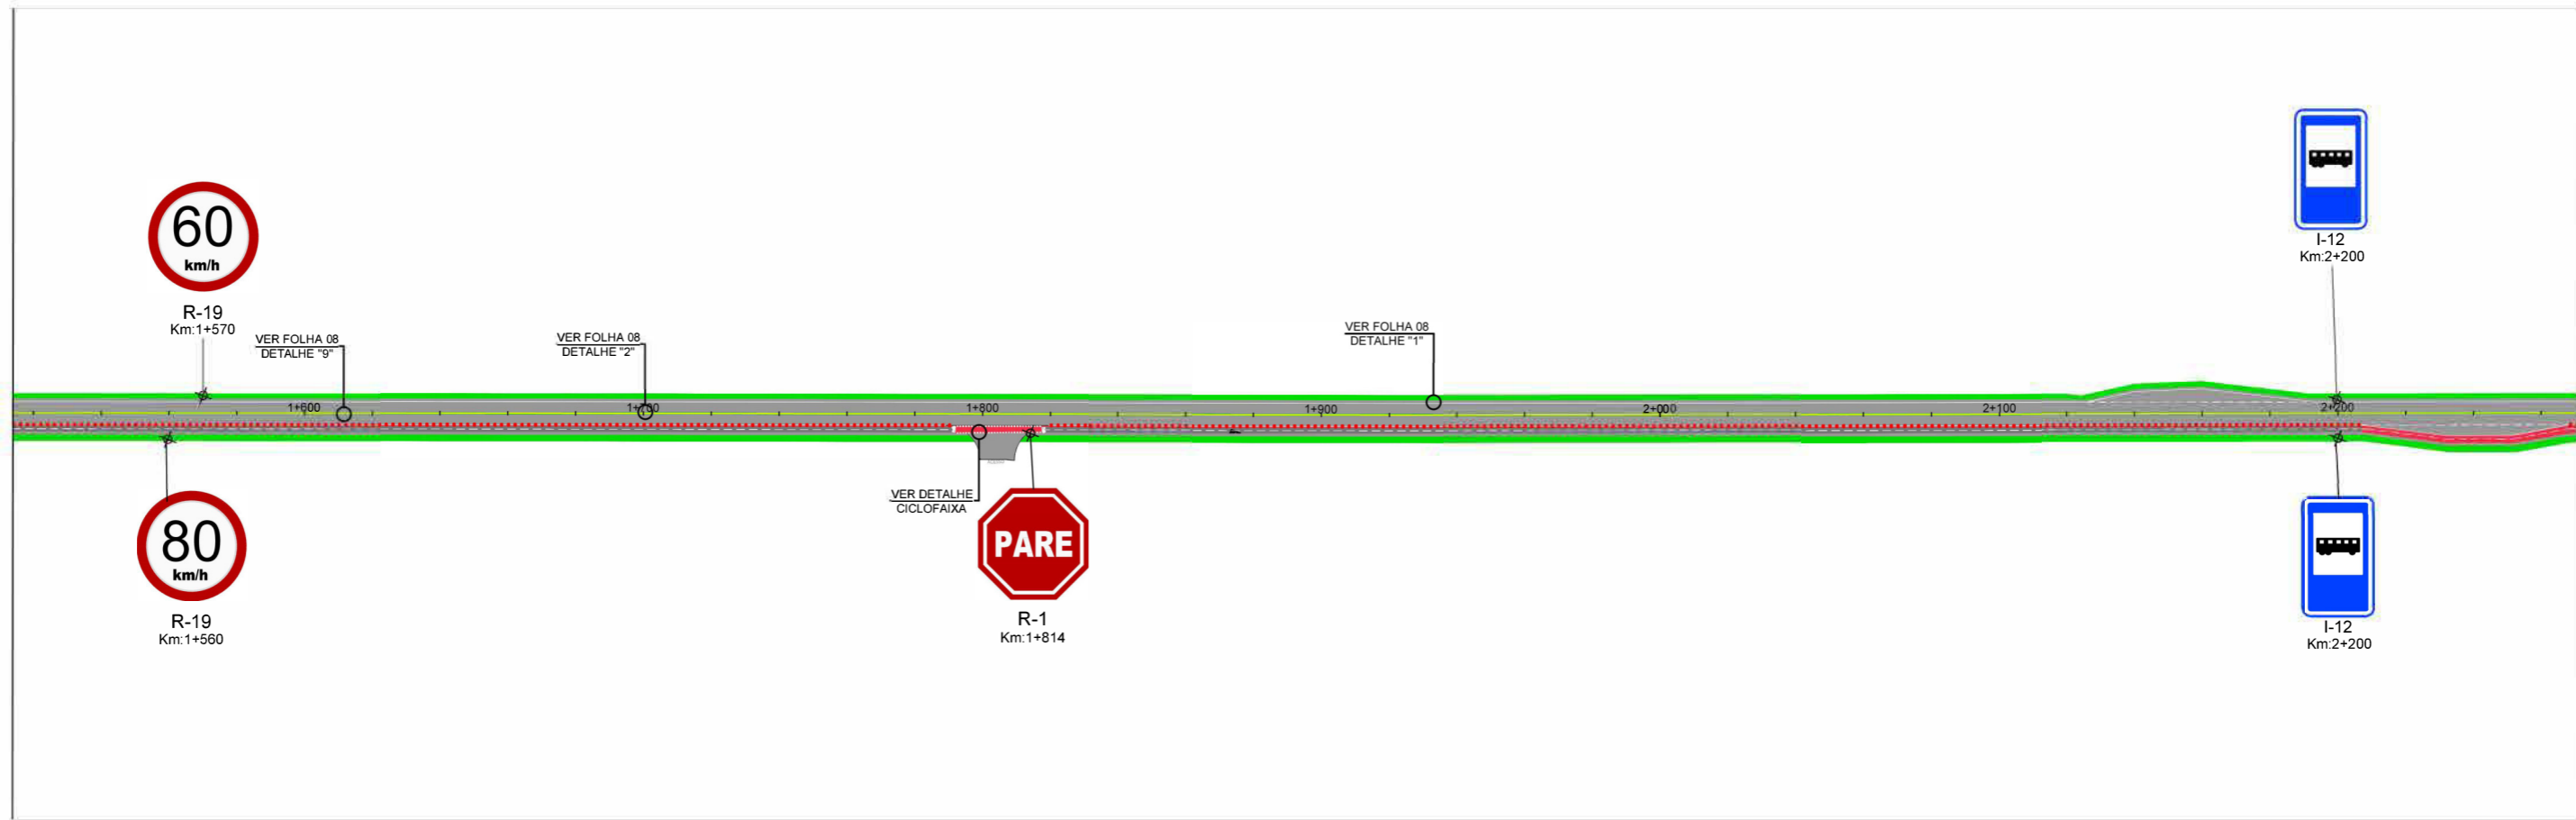 60
km/h
R-19
Km:1+570
VER FOLHA 08
DETALHE "9"
VER FOLHA 08
DETALHE "2"
VER FOLHA 08
DETALHE "1"
I-12
Km:2+200
1+600
1+700
1+800
1+900
2+000
2+100
2+200
VER DETALHE
CICLOFAIXA
80
km/h
R-19
Km:1+560
PARE
R-1
Km:1+814
I-12
Km:2+200